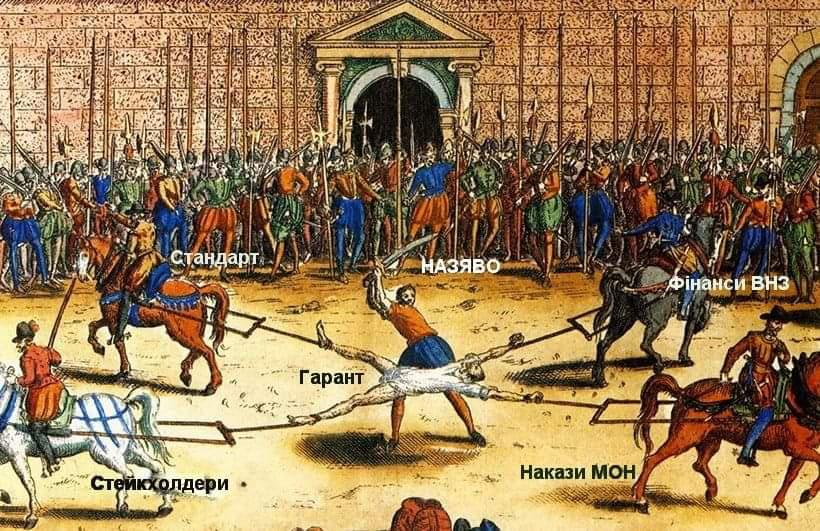 Стандарт
НАЗЯВО
Фінанси ВНЗ
Гарант
Стейкхолдери
Накази МОН